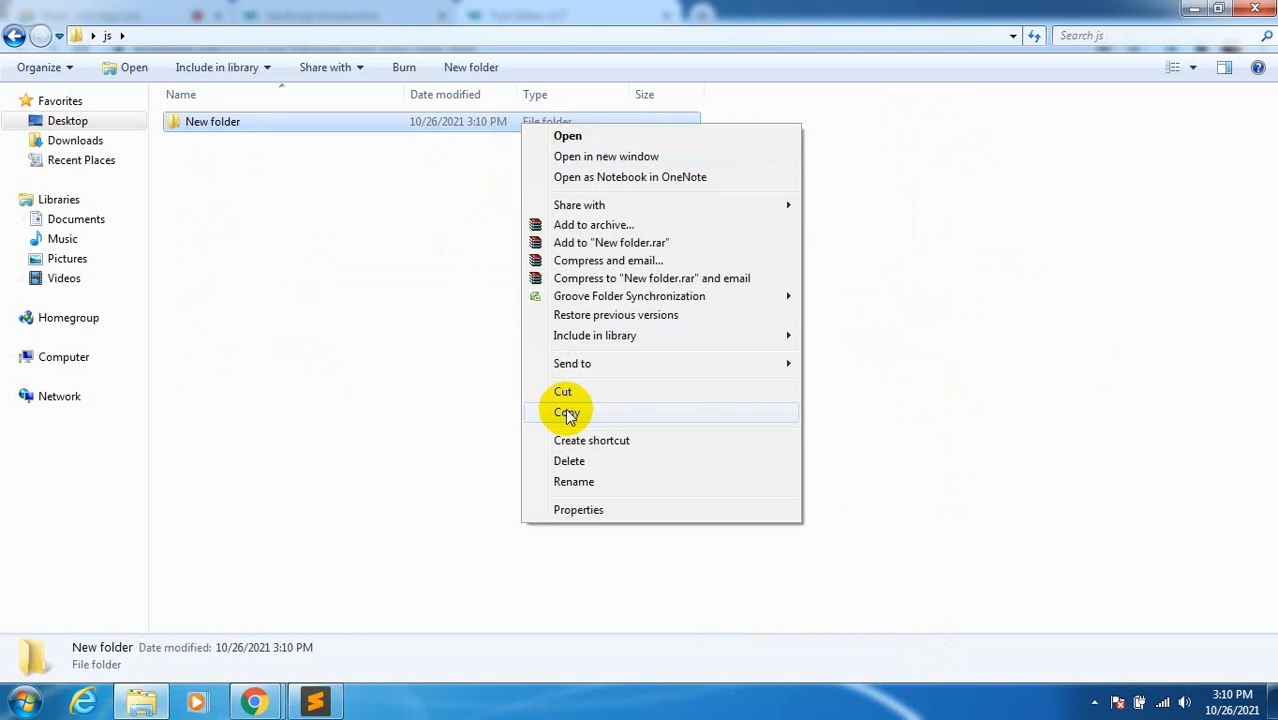 js
Search js
Organize Open Include in library Share with Burn New folder
Name Date modified Type Size
Favorites
Desktop
Downloads
Recent Places
Libraries
Documents
Music
Pictures
Videos
Homegroup
Computer
Network
New folder 10/26/2021 3:10 PM File folder
Open
Open in new window
Open as Notebook in OneNote
Share with
Add to archive...
Add to "New folder.rar"
Compress and email...
Compress to "New folder.rar" and email
Groove Folder Synchronization
Restore previous versions
Include in library
Send to
Cut
Copy
Create shortcut
Delete
Rename
Properties
New folder Date modified: 10/26/2021 3:10 PM
File folder
3:10 PM
10/26/2021